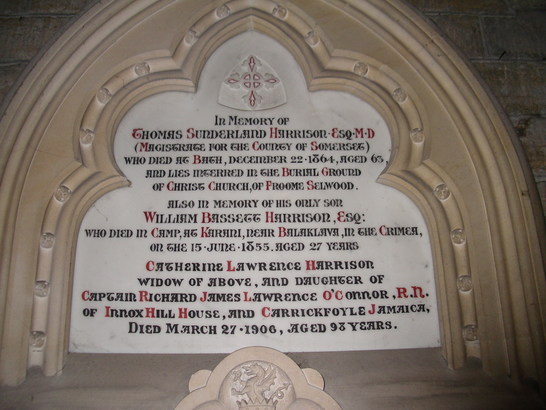 In Memory of
Thomas Sunderland Harrison·Esq·M·D
(Magistrate for the County of Somerset)
who died at Bath, December 22·1864, aged 63,
and lies interred in the Burial Ground
of Christ Church, of Froome Selwood.
also in memory of his only son
William Bassett Harrison, Esq:
who died in Camp, at Karani, near Balaklava, in the Crimea,
on the 13·June·1855. aged 27 years
Catherine Lawrence Harrison
widow of above, and daughter of
Captain Richard James Lawrence O'Connor, R.N.
of Innox Hill House, and Carrickfoyle Jamaica,
Died March 27·1906, aged 93 years.